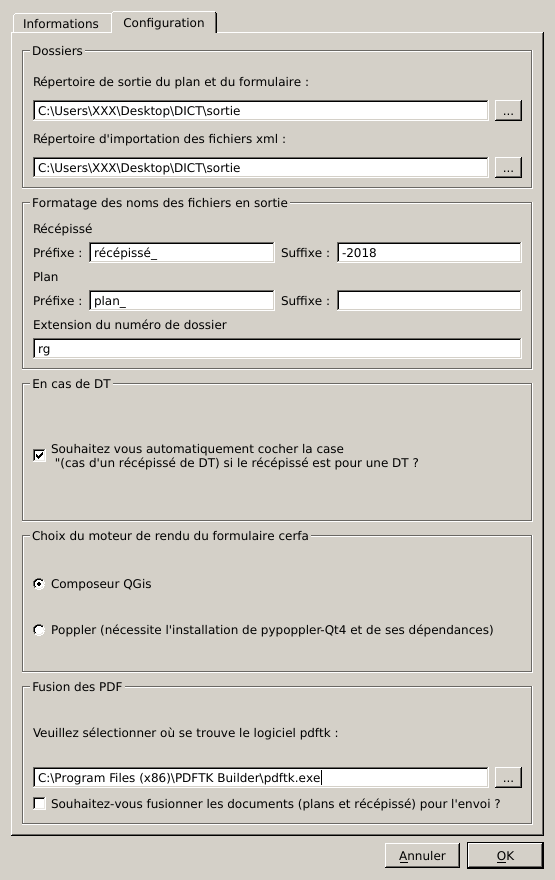 Informations Configuration
Dossiers
Répertoire de sortie du plan et du formulaire :
C:\Users\XXX\Desktop\DICT\sortie ...
Répertoire d'importation des fichiers xml :
C:\Users\XXX\Desktop\DICT\sortie ...
Formatage des noms des fichiers en sortie
Récépissé
Préfixe : récépissé_ Suffixe : -2018
Plan
Préfixe : plan_ Suffixe :
Extension du numéro de dossier
rg
En cas de DT
Souhaitez vous automatiquement cocher la case
"(cas d'un récépissé de DT) si le récépissé est pour une DT ?
Choix du moteur de rendu du formulaire cerfa
Composeur QGis
Poppler (nécessite l'installation de pypoppler-Qt4 et de ses dépendances)
Fusion des PDF
Veuillez sélectionner où se trouve le logiciel pdftk :
C:\Program Files (x86)\PDFTK Builder\pdftk.exe ...
Souhaitez-vous fusionner les documents (plans et récépissé) pour l'envoi ?
Annuler OK